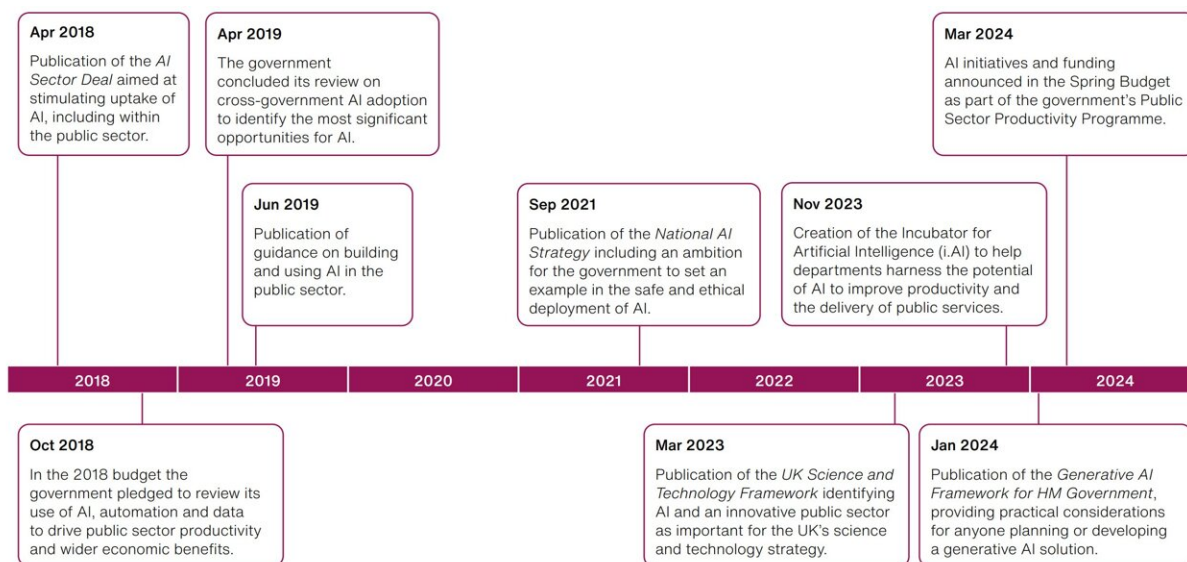 Apr 2018
Publication of the AI
Sector Deal aimed at
stimulating uptake of
AI, including within
the public sector.
Apr 2019
The government
concluded its review on
cross-government AI adoption
to identify the most significant
opportunities for AI.
Mar 2024
AI initiatives and funding
announced in the Spring Budget
as part of the government’s Public
Sector Productivity Programme.
Jun 2019
Publication of
guidance on building
and using AI in the
public sector.
Sep 2021
Publication of the National AI
Strategy including an ambition
for the government to set an
example in the safe and ethical
deployment of AI.
Nov 2023
Creation of the Incubator for
Artificial Intelligence (i.AI) to help
departments harness the potential
of AI to improve productivity and
the delivery of public services.
2018 2019 2020 2021 2022 2023 2024
Oct 2018
In the 2018 budget the
government pledged to review its
use of AI, automation and data
to drive public sector productivity
and wider economic benefits.
Mar 2023
Publication of the UK Science and
Technology Framework identifying
AI and an innovative public sector
as important for the UK’s science
and technology strategy.
Jan 2024
Publication of the Generative AI
Framework for HM Government,
providing practical considerations
for anyone planning or developing
a generative AI solution.